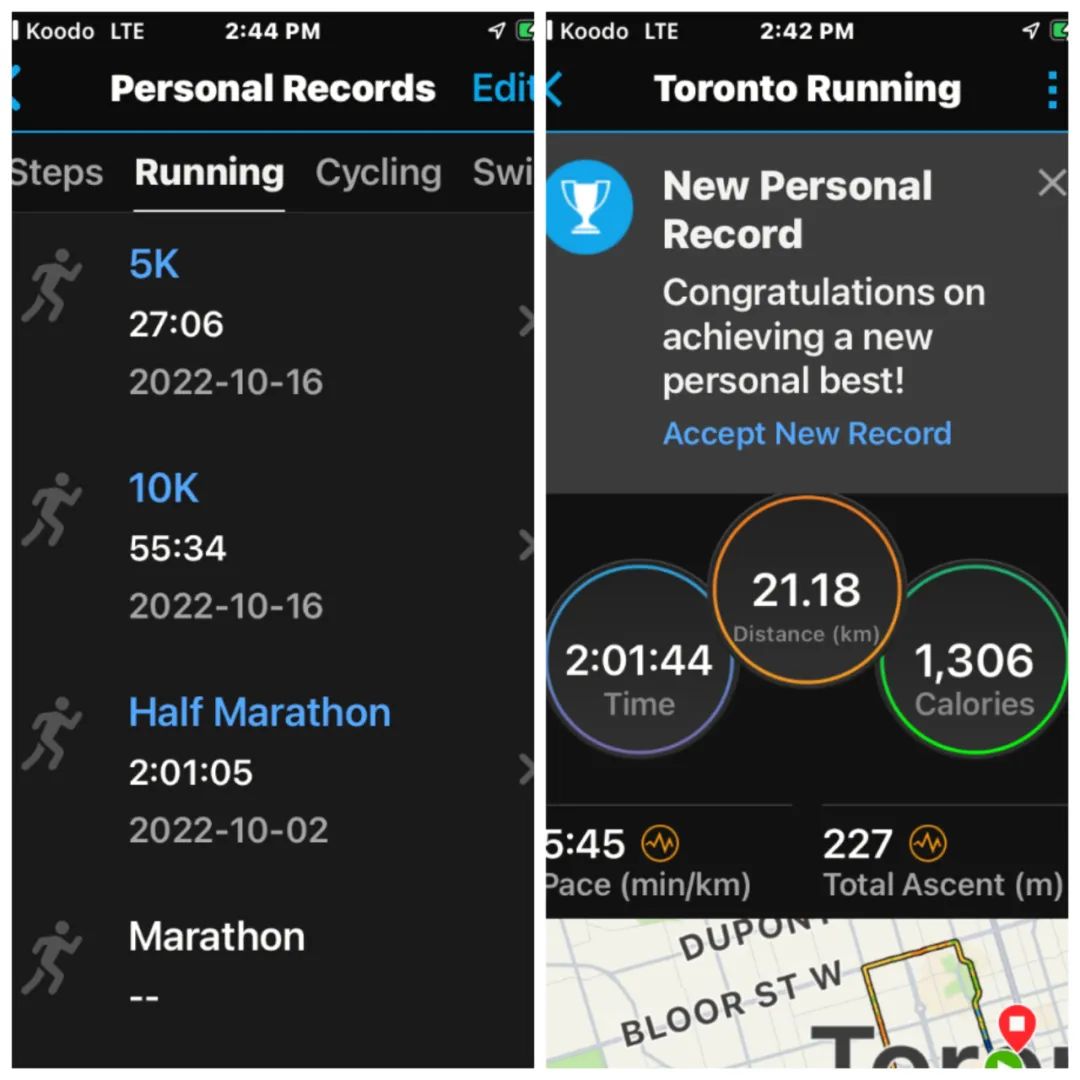 Koodo LTE 2:44 PM
Personal Records Edit
Steps Running Cycling Swi
5K
27:06
2022-10-16
10K
55:34
2022-10-16
Half Marathon
2:01:05
2022-10-02
Marathon
--
Koodo LTE 2:42 PM
Toronto Running
New Personal
Record
Congratulations on
achieving a new
personal best!
Accept New Record
21.18
Distance (km)
2:01:44
Time
1,306
Calories
5:45
Pace (min/km)
227
Total Ascent (m)
DUPONT
BLOOR ST W
Toron